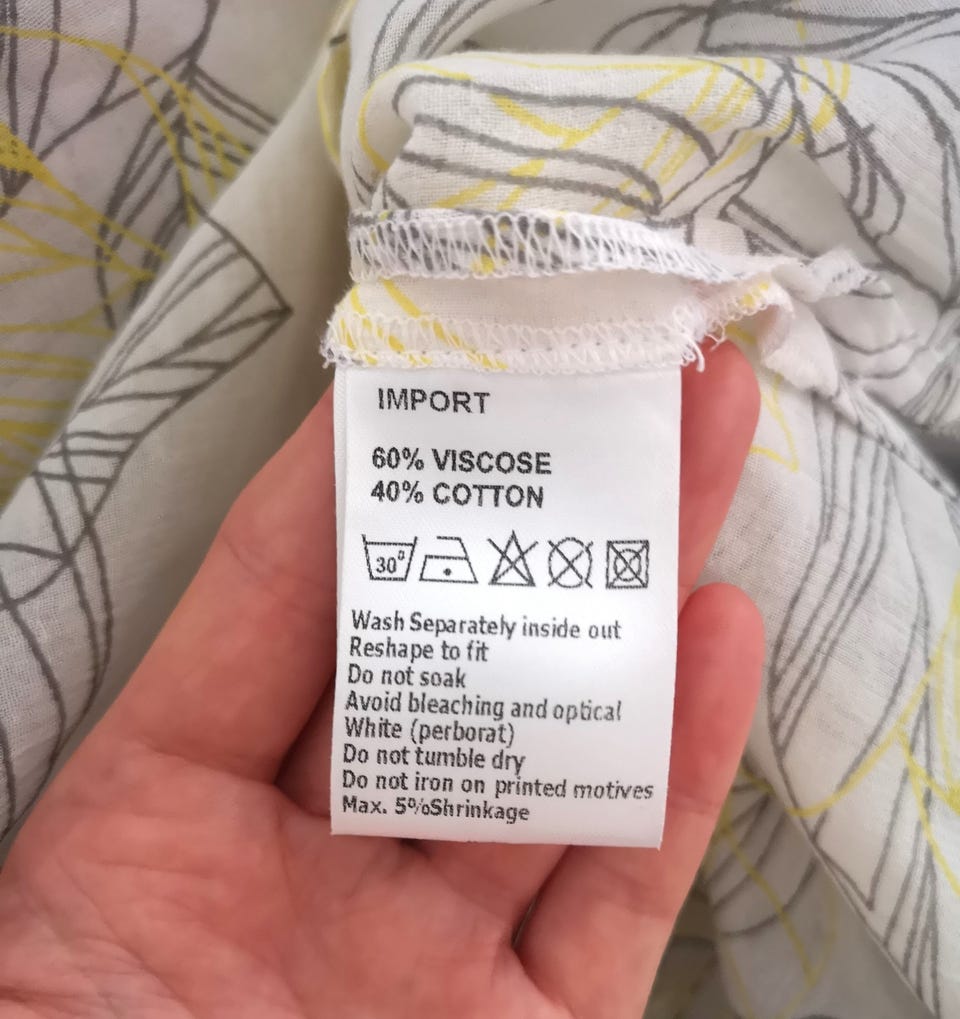 IMPORT
60% VISCOSE
40% COTTON
30⁰
Wash Separately inside out
Reshape to fit
Do not soak
Avoid bleaching and optical
White (perborat)
Do not tumble dry
Do not iron on printed motives
Max. 5%Shrinkage